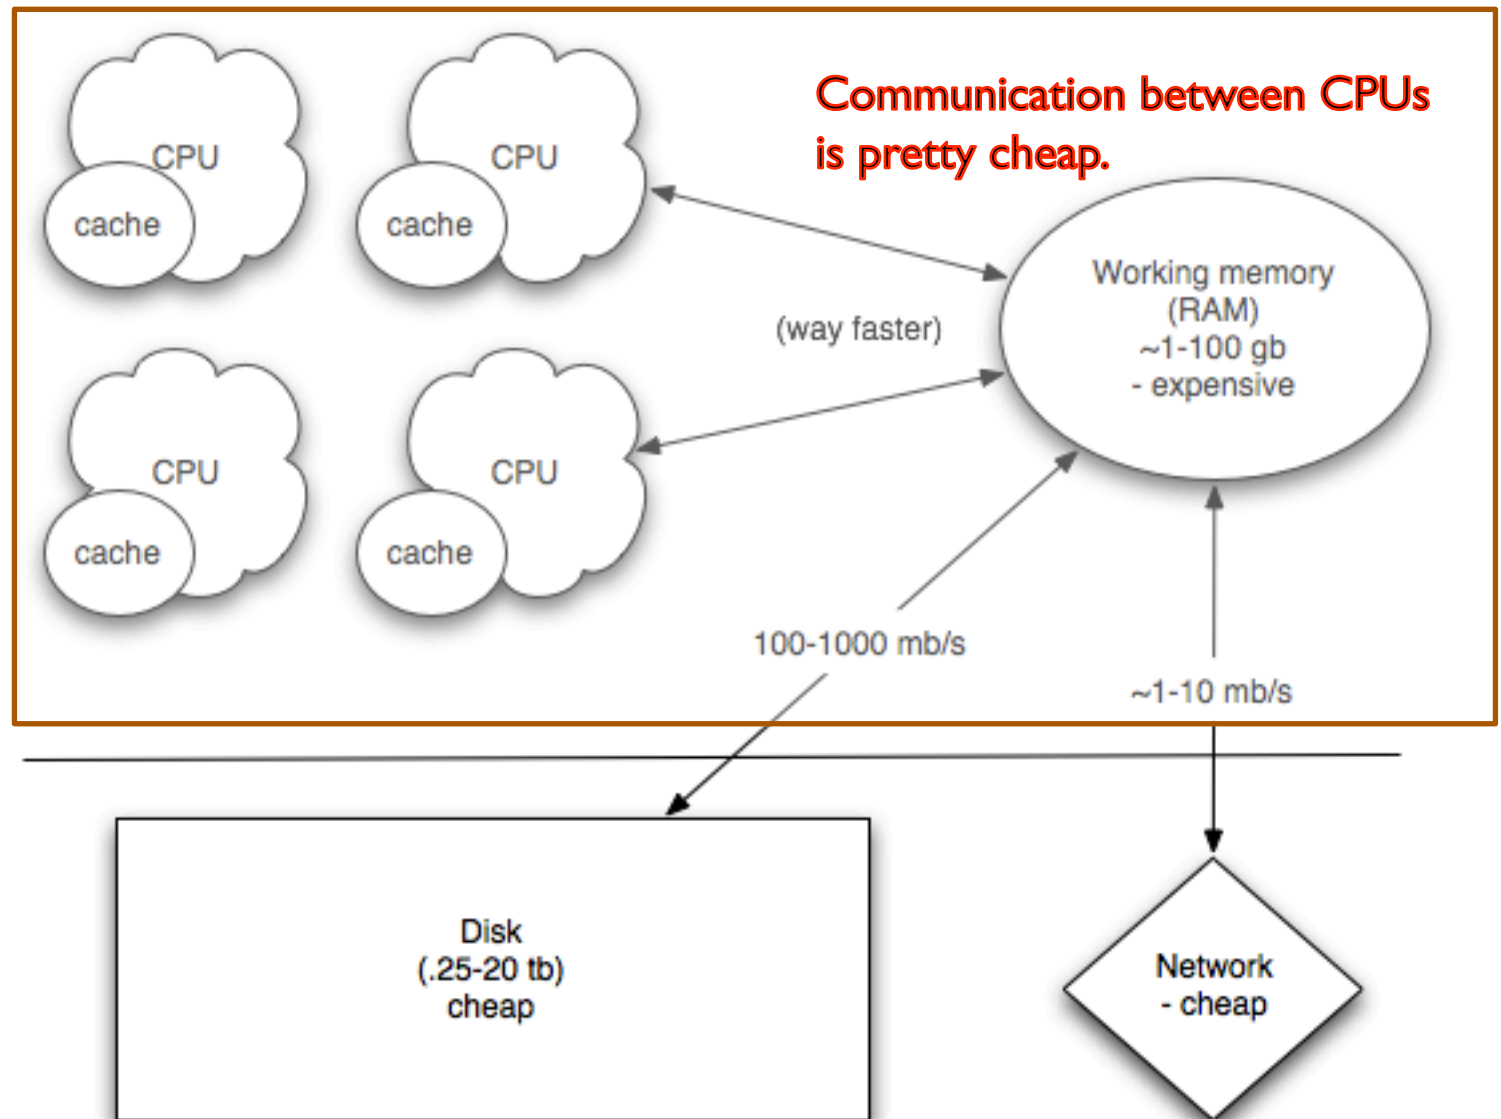 Communication between CPUs
is pretty cheap.
CPU
cache
CPU
cache
Working memory
(RAM)
~1-100 gb
- expensive
(way faster)
CPU
cache
CPU
cache
100-1000 mb/s
~1-10 mb/s
Disk
(.25-20 tb)
cheap
Network
- cheap